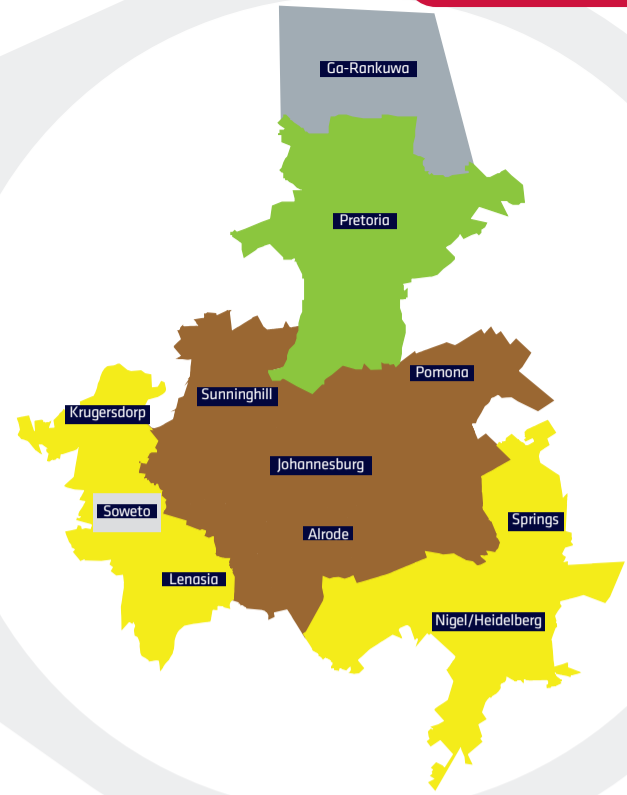 Ga-Rankuwa
Pretoria
Pomona
Sunninghill
Krugersdorp
Johannesburg
Soweto
Springs
Alrode
Lenasia
Nigel/Heidelberg